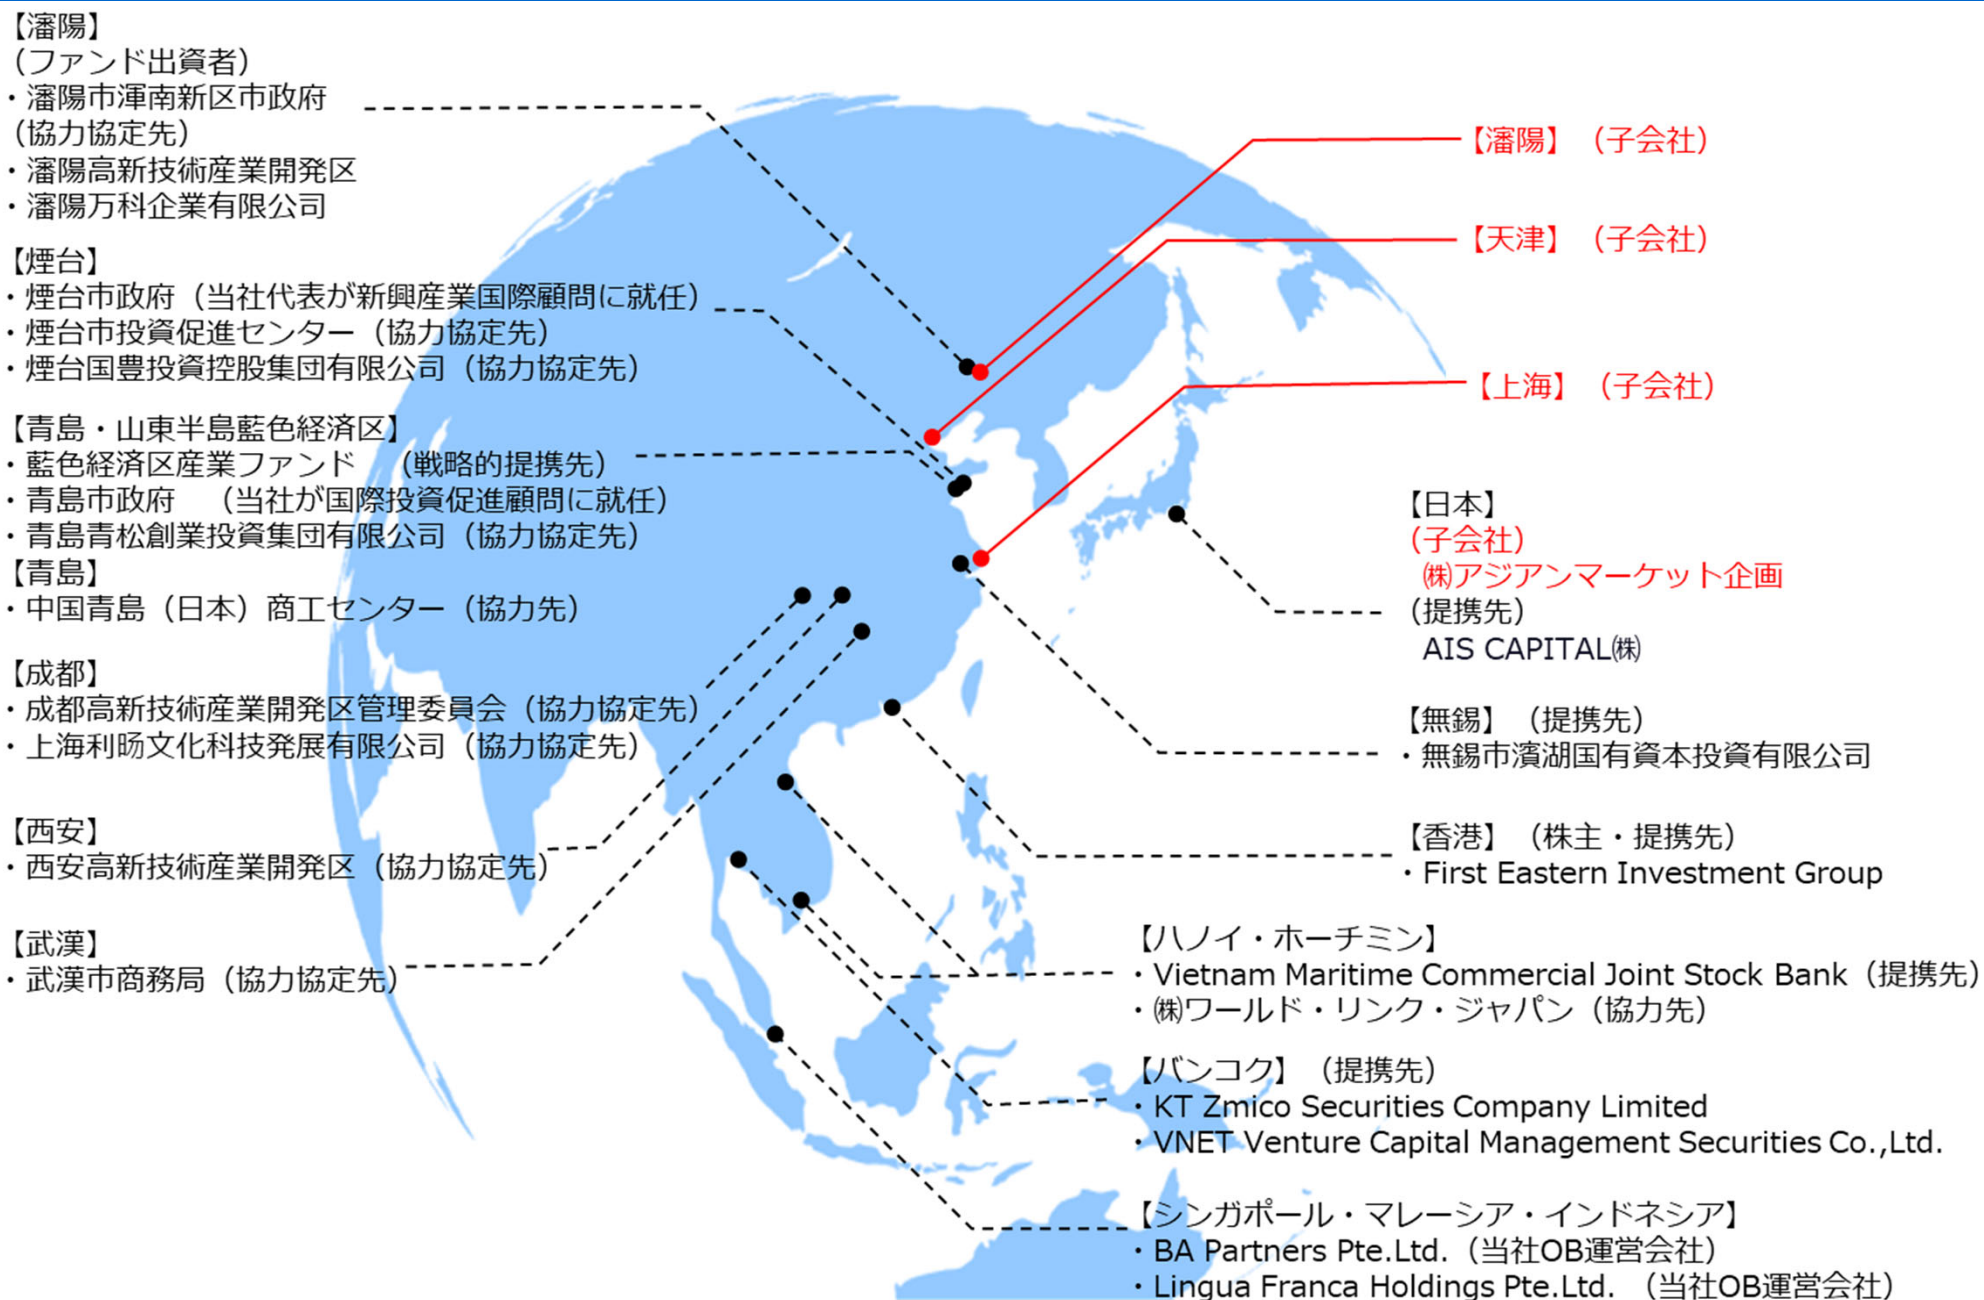 【瀋陽】
（ファンド出資者）
・瀋陽市渾南新区市政府
（協力協定先）
・瀋陽高新技術産業開発区
・瀋陽万科企業有限公司
【煙台】
・煙台市政府（当社代表が新興産業国際顧問に就任）
・煙台市投資促進センター（協力協定先）
・煙台国豊投資控股集団有限公司（協力協定先）
【青島・山東半島藍色経済区】
・藍色経済区産業ファンド　（戦略的提携先）
・青島市政府　（当社が国際投資促進顧問に就任）
・青島青松創業投資集団有限公司（協力協定先）
【青島】
・中国青島（日本）商工センター（協力先）
【成都】
・成都高新技術産業開発区管理委員会（協力協定先）
・上海利旸文化科技発展有限公司（協力協定先）
【西安】
・西安高新技術産業開発区（協力協定先）
【武漢】
・武漢市商務局（協力協定先）
【瀋陽】（子会社）
【天津】（子会社）
【上海】（子会社）
【日本】
（子会社）
㈱アジアンマーケット企画
（提携先）
AIS CAPITAL㈱
【無錫】（提携先）
・無錫市濱湖国有資本投資有限公司
【香港】（株主・提携先）
・First Eastern Investment Group
【ハノイ・ホーチミン】
・Vietnam Maritime Commercial Joint Stock Bank（提携先）
・㈱ワールド・リンク・ジャパン（協力先）
【バンコク】（提携先）
・KT Zmico Securities Company Limited
・VNET Venture Capital Management Securities Co.,Ltd.
【シンガポール・マレーシア・インドネシア】
・BA Partners Pte.Ltd.（当社OB運営会社）
・Lingua Franca Holdings Pte.Ltd.　（当社OB運営会社）